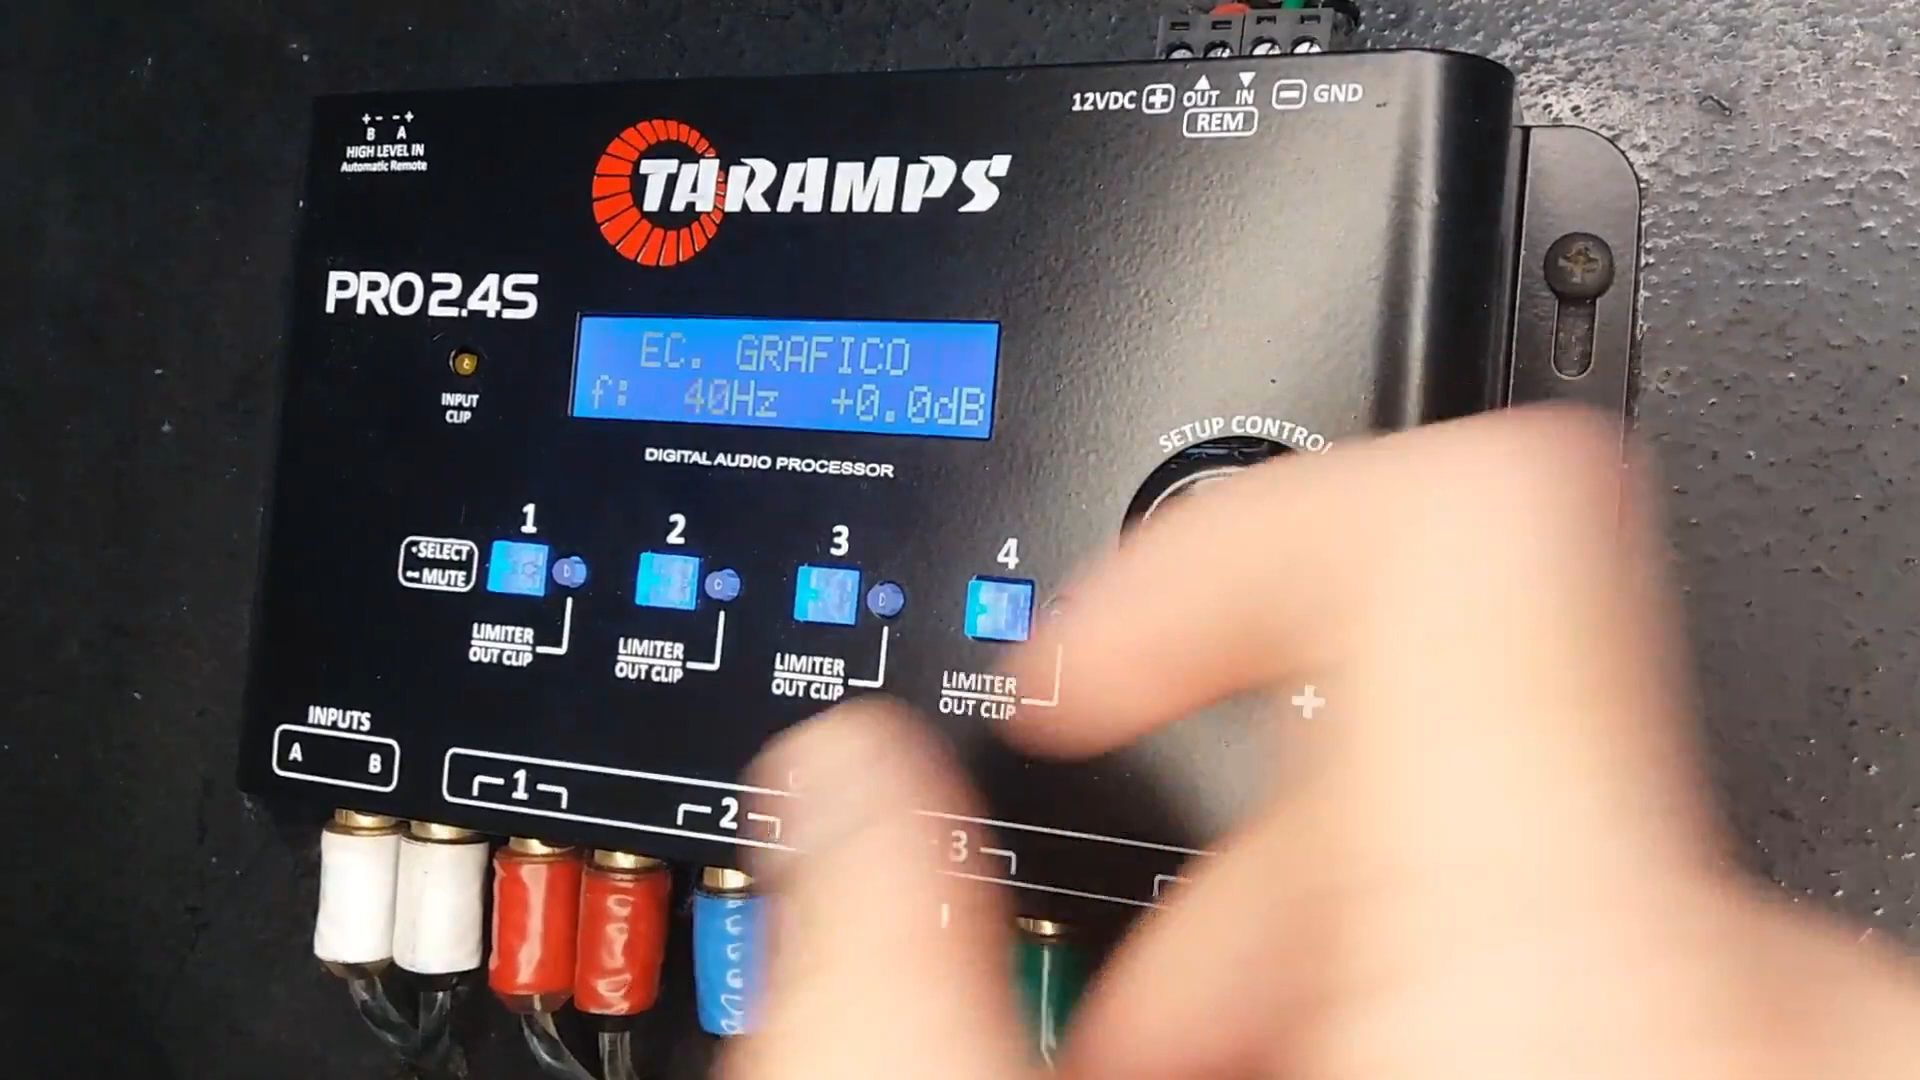 + - - +
B A
HIGH LEVEL IN
Automatic Remote
12VDC + OUT IN - GND
REM
TARAMPS
PRO2.4S
INPUT
CLIP
EC. GRAFICO
f: 40Hz +0.0dB
DIGITAL AUDIO PROCESSOR
SETUP CONTRO
SELECT
MUTE
1 2 3 4
LIMITER
OUT CLIP
LIMITER
OUT CLIP
LIMITER
OUT CLIP
LIMITER
OUT CLIP
+
INPUTS
A B
1 2 3